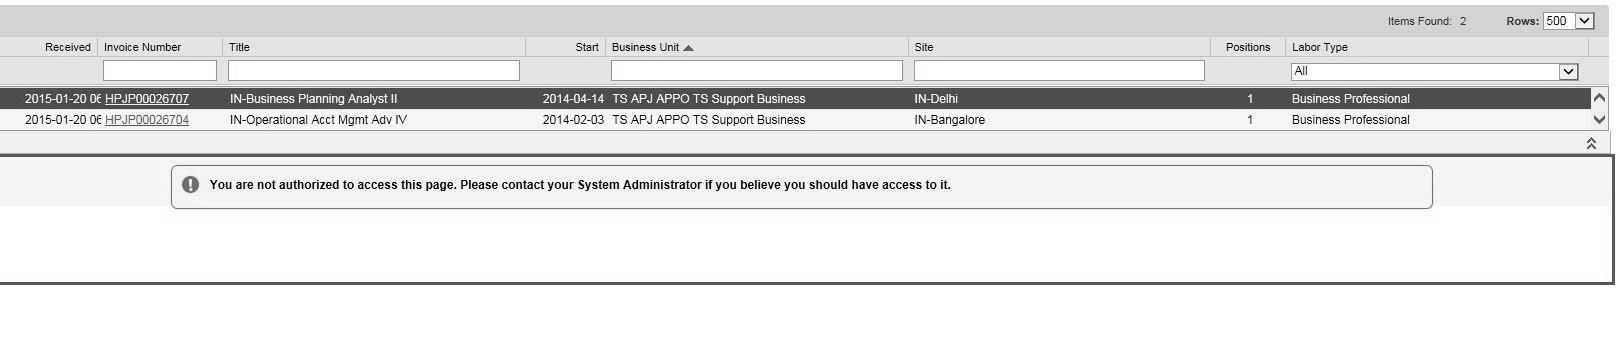 Items Found: 2 Rows: 500
Received Invoice Number Title Start Business Unit Site Positions Labor Type
All
2015-01-20 06 HPJP00026707 IN-Business Planning Analyst II 2014-04-14 TS APJ APPO TS Support Business IN-Delhi 1 Business Professional
2015-01-20 06 HPJP00026704 IN-Operational Acct Mgmt Adv IV 2014-02-03 TS APJ APPO TS Support Business IN-Bangalore 1 Business Professional
You are not authorized to access this page. Please contact your System Administrator if you believe you should have access to it.